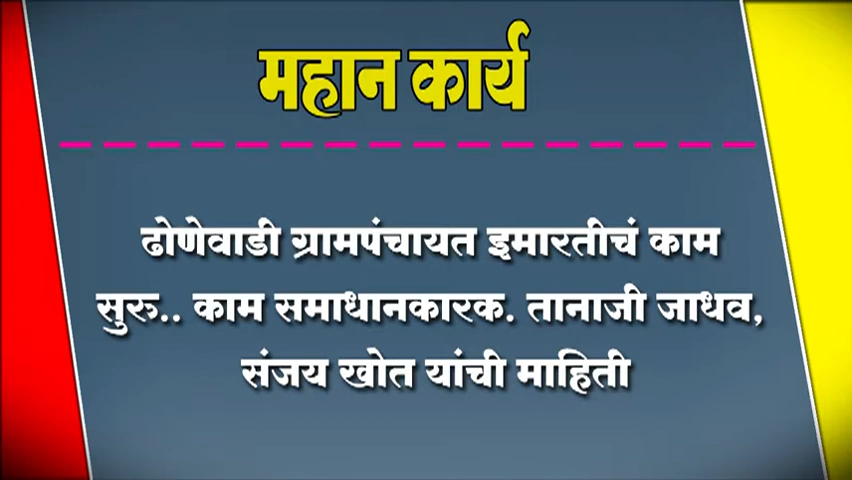 महान कार्य
ढोणेवाडी ग्रामपंचायत इमारतीचं काम
सुरु.. काम समाधानकारक. तानाजी जाधव,
संजय खोत यांची माहिती